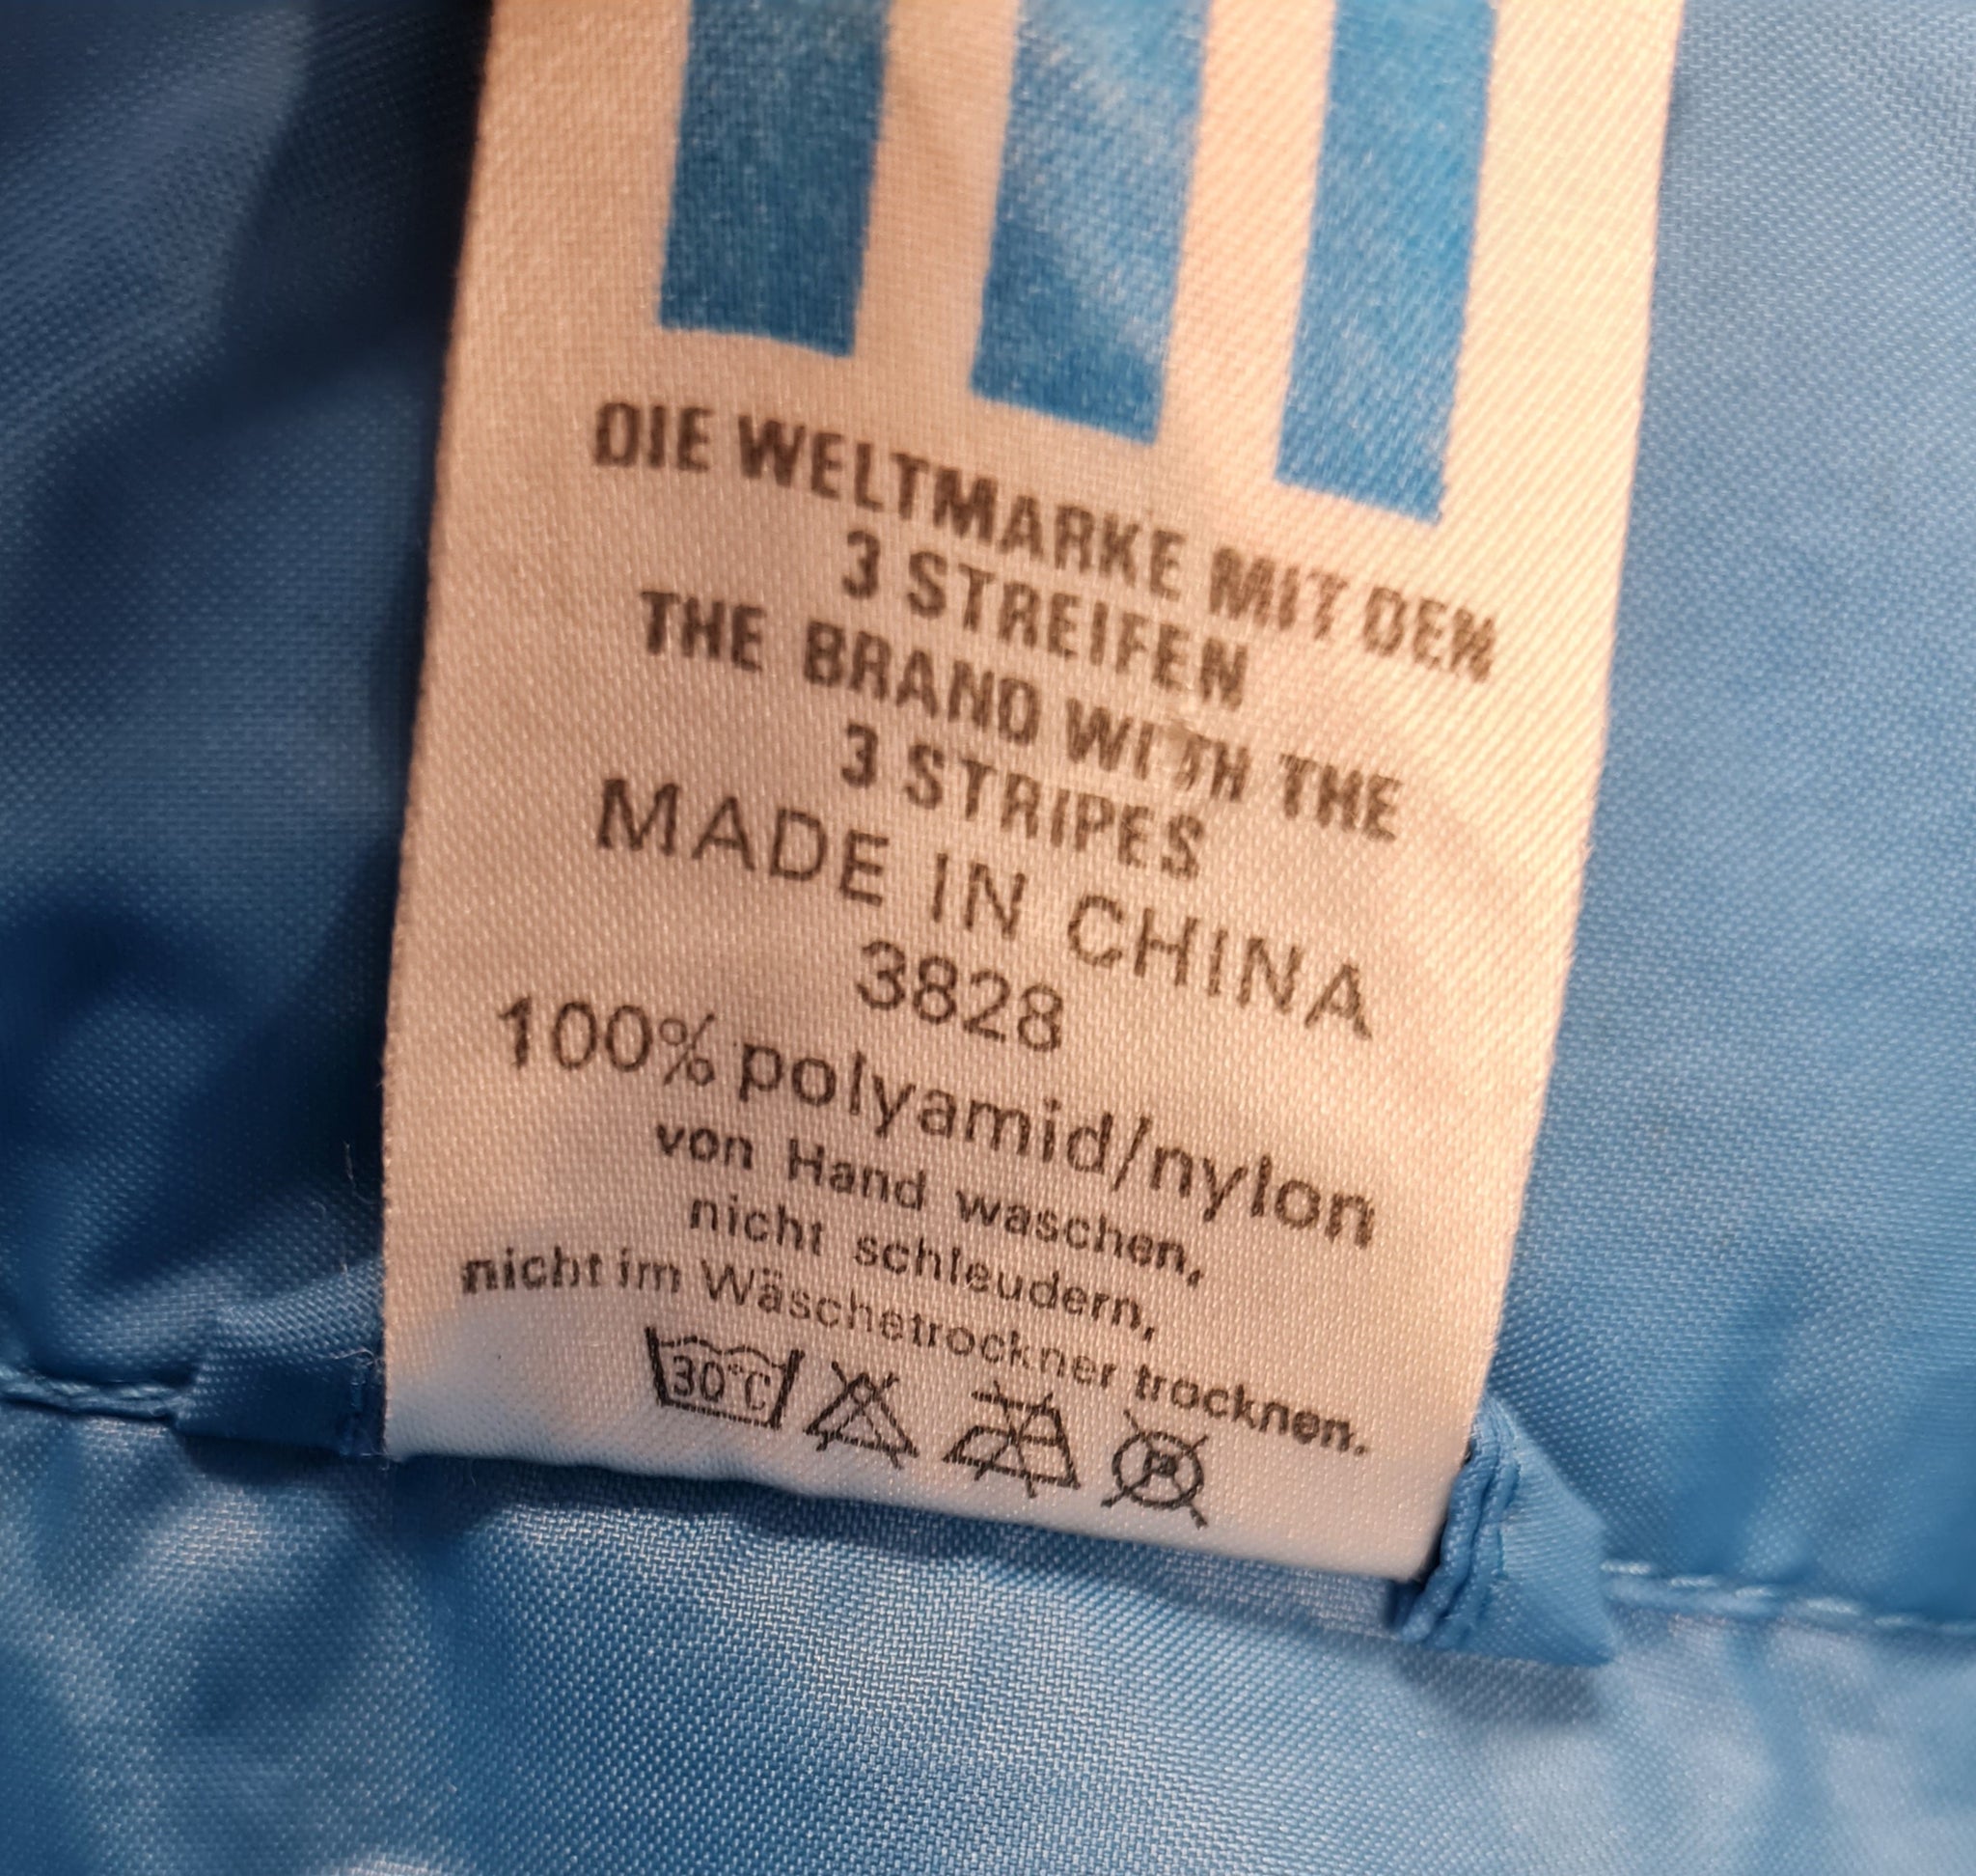 DIE WELTMARKE MIT DEN
3 STREIFEN
THE BRAND WITH THE
3 STRIPES
MADE IN CHINA
3828
100% polyamid/nylon
von Hand waschen,
nicht schleudern,
nicht im Wäschetrockner trocknen.
30°C